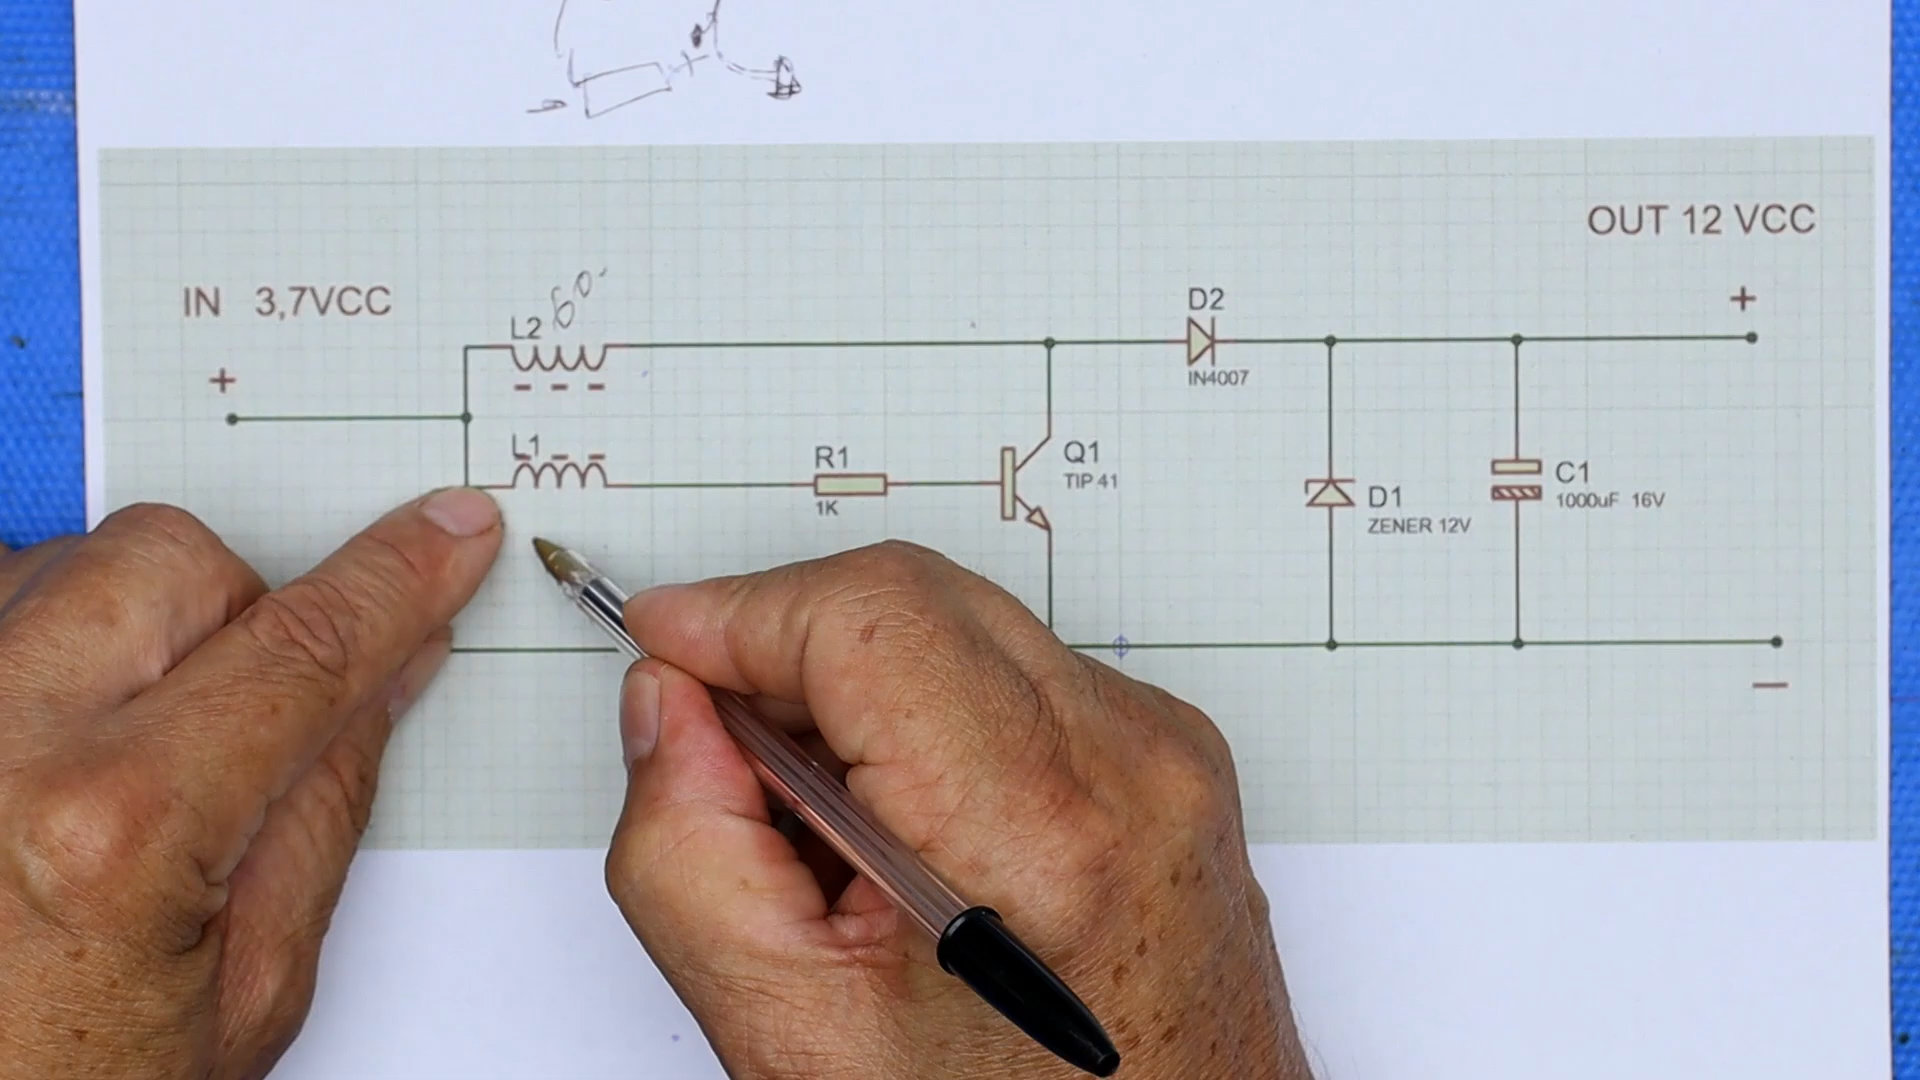 OUT 12 VCC
IN 3,7VCC
60
L2
D2
+
+
IN4007
L1
R1
1K
Q1
TIP 41
D1
ZENER 12V
C1
1000uF 16V
—